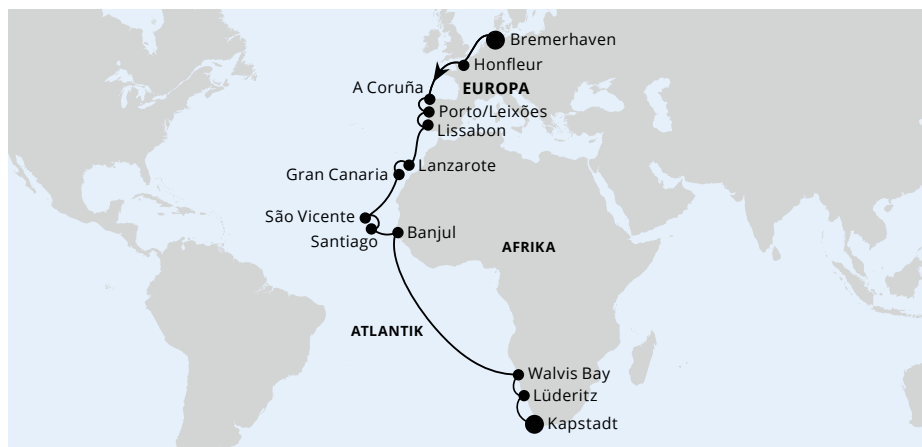 Bremerhaven
Honfleur
EUROPA
A Coruña
Porto/Leixões
Lissabon
Lanzarote
Gran Canaria
São Vicente
Santiago
Banjul
AFRIKA
ATLANTIK
Walvis Bay
Lüderitz
Kapstadt